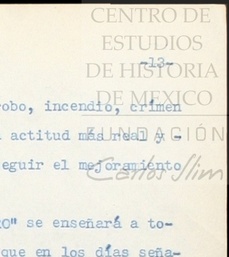 CENTRO DE
ESTUDIOS
-13-
DE HISTORIA
DE MEXICO
robo, incendio, crimen
actitud más real y -
FUNDACIÓN
eguir el mejoramiento
Carlos Slim
O" se enseñará a to-
que en los días seña-